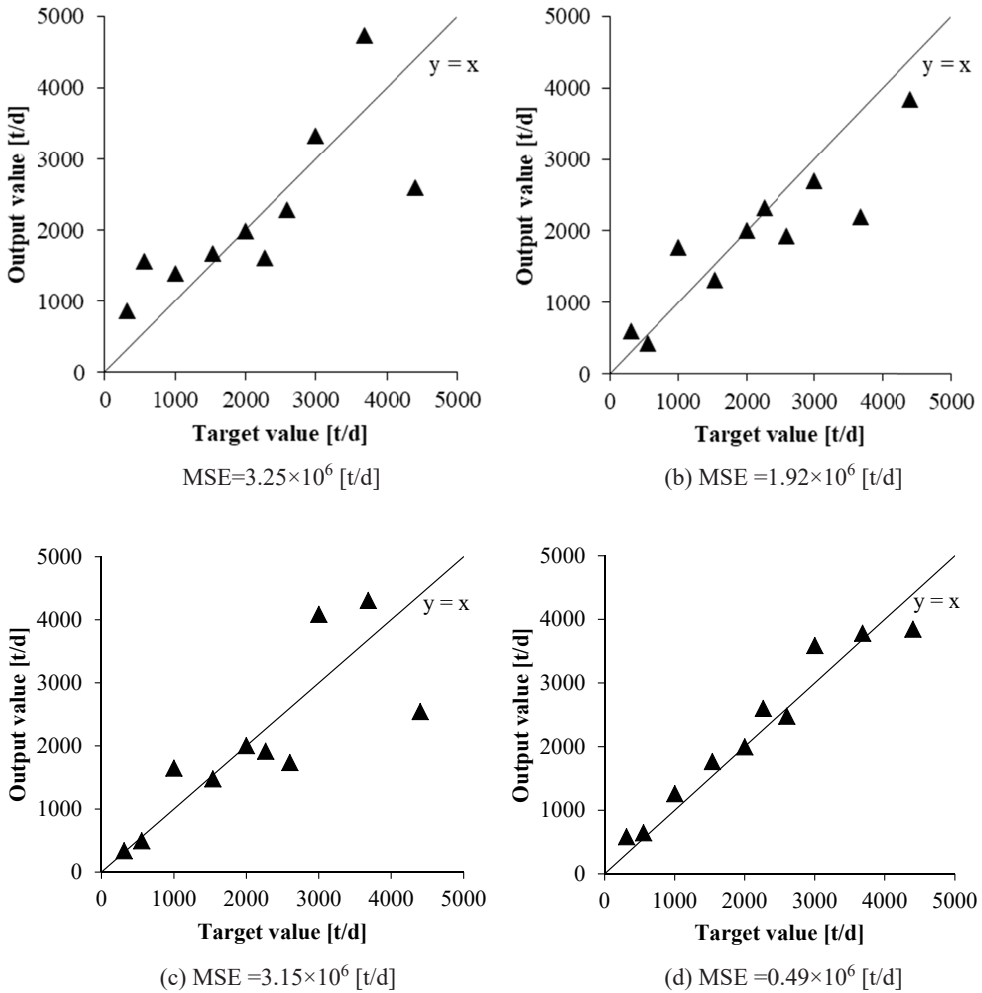 5000
4000
3000
2000
1000
0
Output value [t/d]
y = x
0 1000 2000 3000 4000 5000
Target value [t/d]
MSE=3.25×10⁶ [t/d]
5000
4000
3000
2000
1000
0
Output value [t/d]
y = x
0 1000 2000 3000 4000 5000
Target value [t/d]
(b) MSE =1.92×10⁶ [t/d]
5000
4000
3000
2000
1000
0
Output value [t/d]
y = x
0 1000 2000 3000 4000 5000
Target value [t/d]
(c) MSE =3.15×10⁶ [t/d]
5000
4000
3000
2000
1000
0
Output value [t/d]
y = x
0 1000 2000 3000 4000 5000
Target value [t/d]
(d) MSE =0.49×10⁶ [t/d]